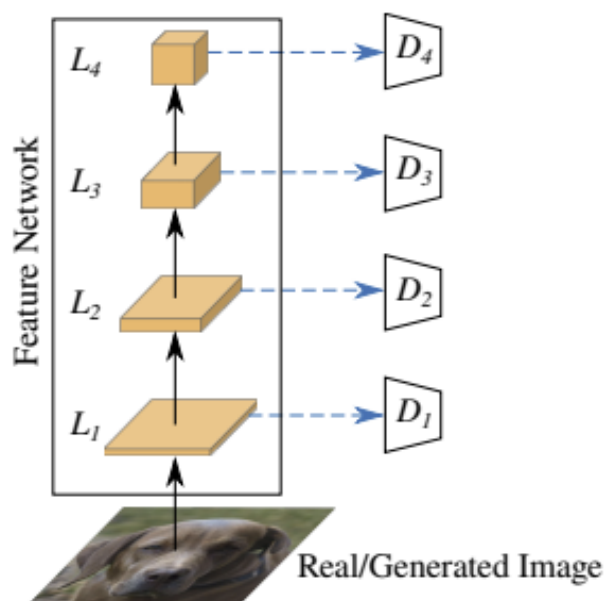 Feature Network
L4
D4
L3
D3
L2
D2
L1
D1
Real/Generated Image